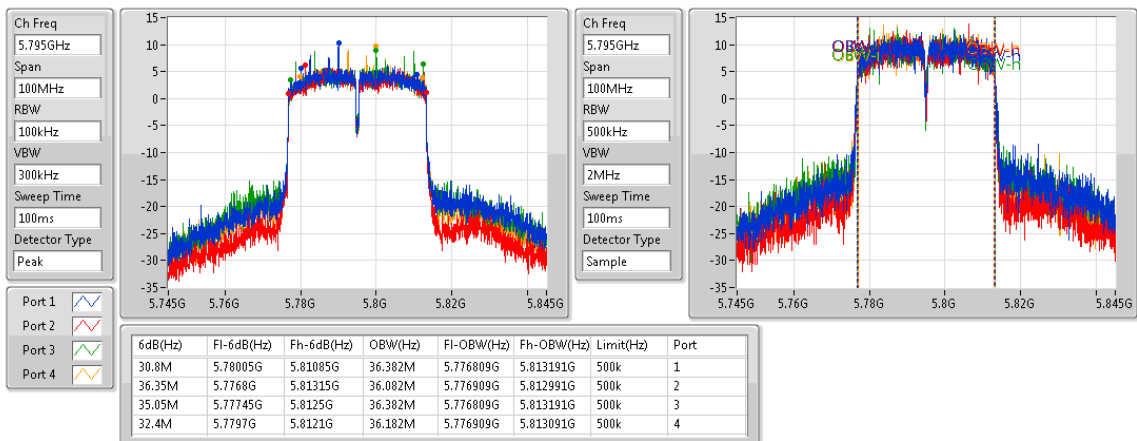 Ch Freq
5.795GHz
Span
100MHz
RBW
100kHz
VBW
300kHz
Sweep Time
100ms
Detector Type
Peak
15
10
5
0
-5
-10
-15
-20
-25
-30
-35
5.745G 5.76G 5.78G 5.8G 5.82G 5.845G
Ch Freq
5.795GHz
Span
100MHz
RBW
500kHz
VBW
2MHz
Sweep Time
100ms
Detector Type
Sample
15
10
5
0
-5
-10
-15
-20
-25
-30
-35
5.745G 5.76G 5.78G 5.8G 5.82G 5.845G
Port 1
Port 2
Port 3
Port 4
6dB(Hz) Fl-6dB(Hz) Fh-6dB(Hz) OBW(Hz) Fl-OBW(Hz) Fh-OBW(Hz) Limit(Hz) Port
30.8M 5.78005G 5.81085G 36.382M 5.776809G 5.813191G 500k 1
36.35M 5.7768G 5.81315G 36.082M 5.776909G 5.812991G 500k 2
35.05M 5.77745G 5.8125G 36.382M 5.776809G 5.813191G 500k 3
32.4M 5.7797G 5.8121G 36.182M 5.776909G 5.813091G 500k 4